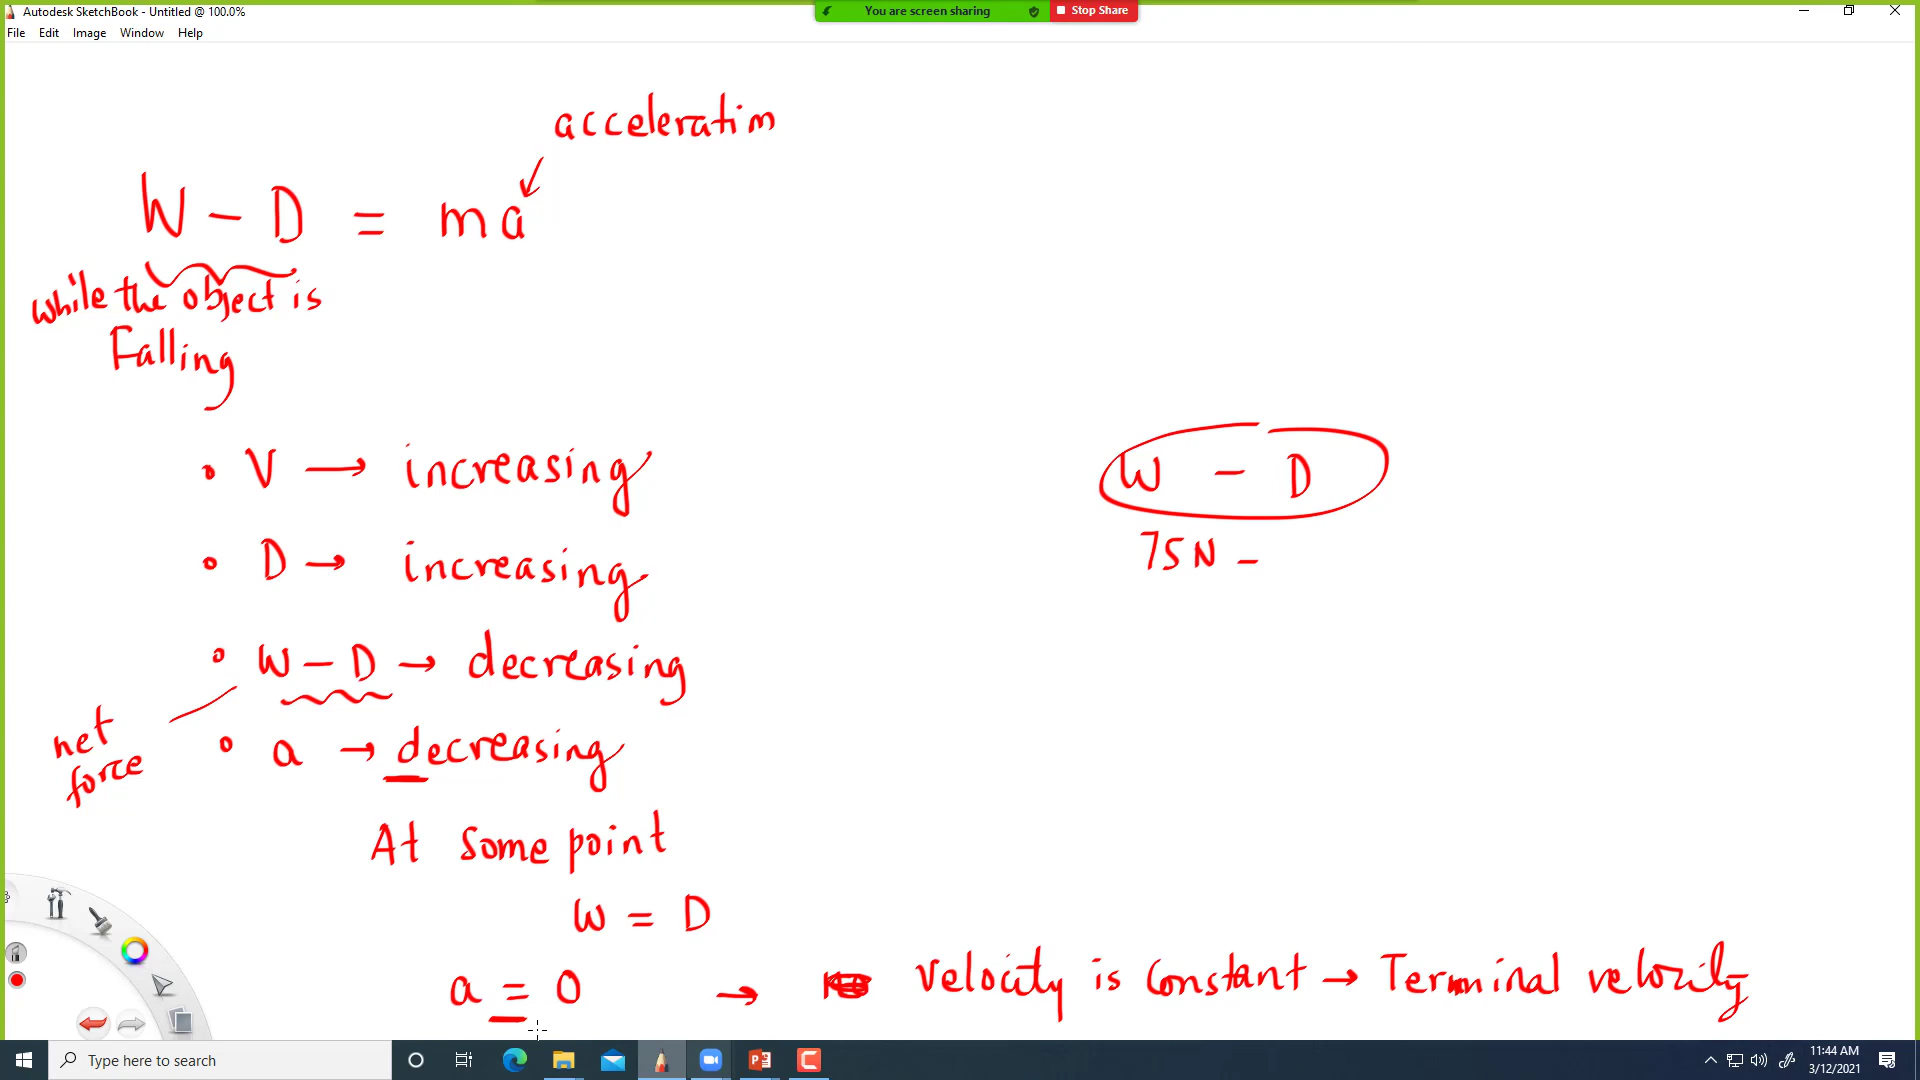 Autodesk SketchBook - Untitled @ 100.0%
You are screen sharing
Stop Share
File Edit Image Window Help
acceleration
W - D = ma
while the object is
Falling
• V → increasing
• D → increasing
• W - D → decreasing
net
force
• a → decreasing
At some point
W = D
a = 0 → velocity is constant → Terminal velocity
W - D
75N -
Type here to search
11:44 AM
3/12/2021